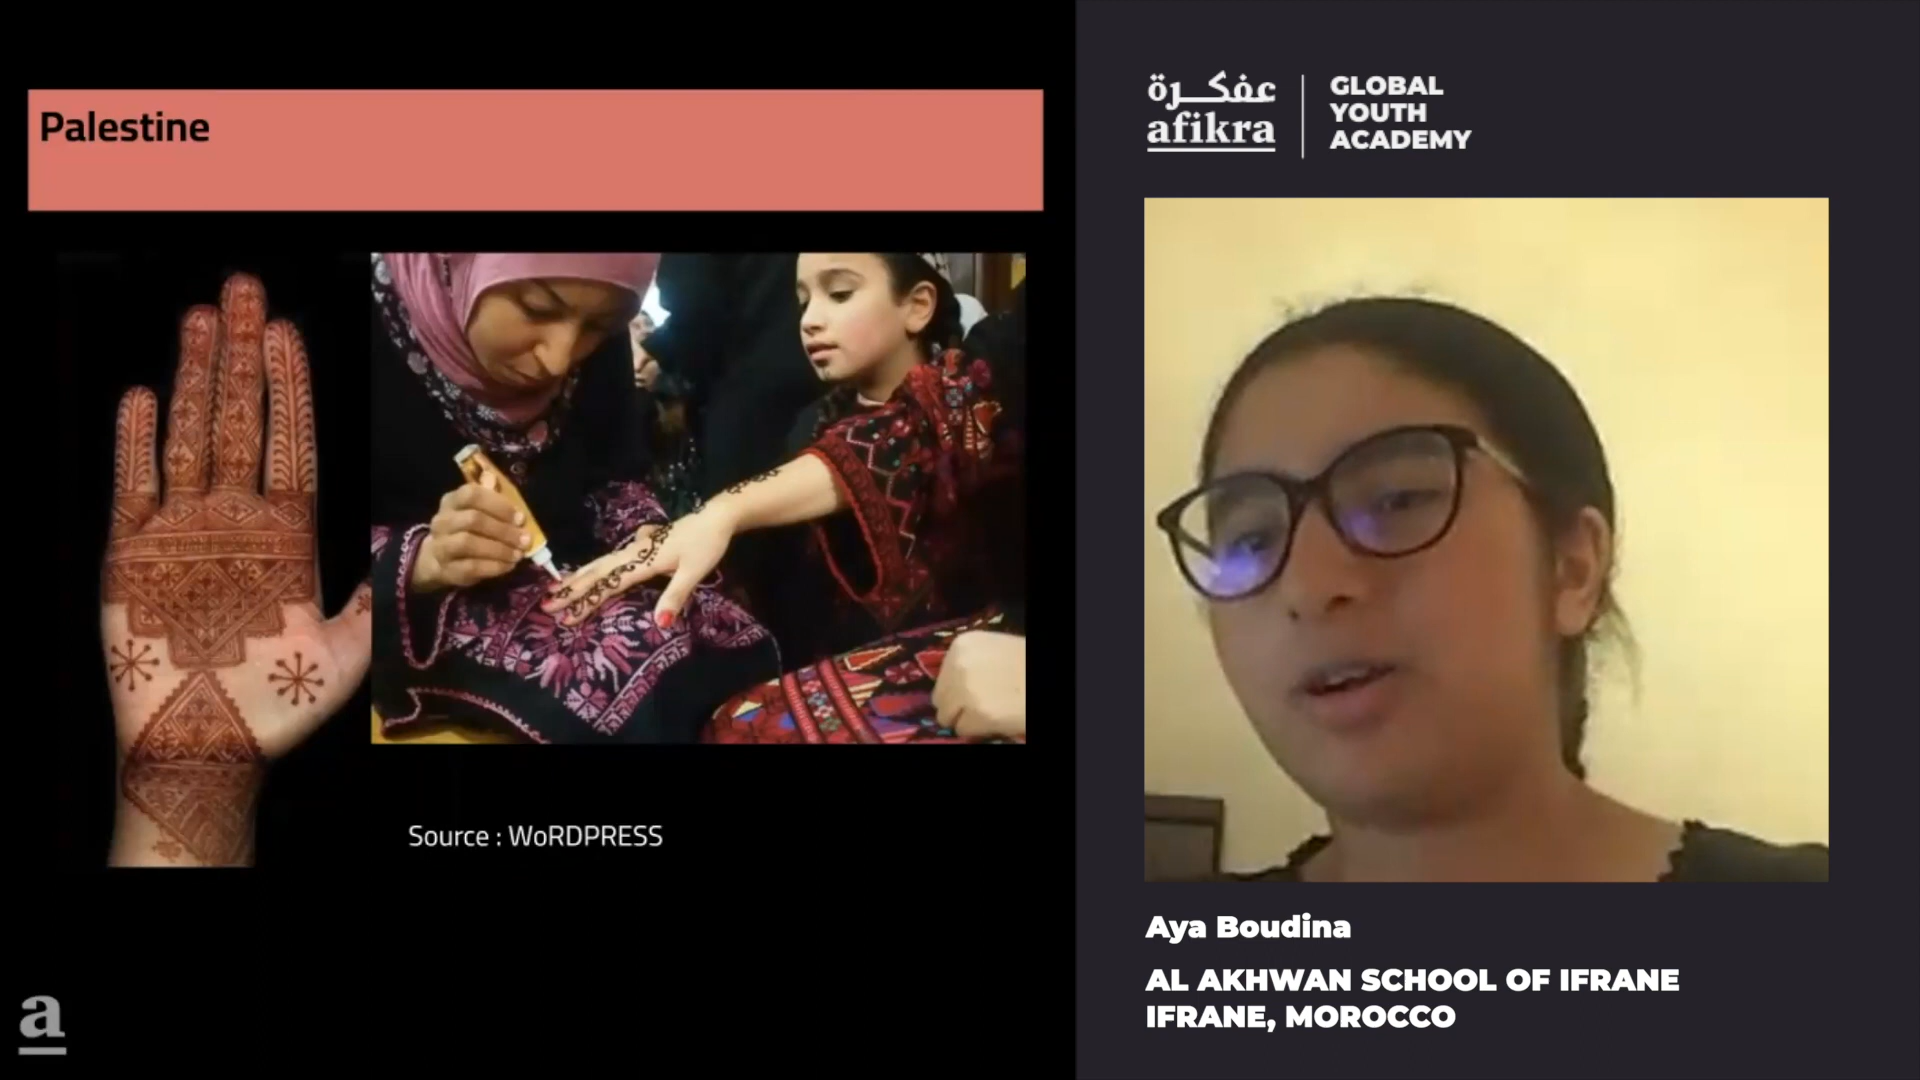 Palestine
Source : WoRDPRESS
a
عفكرة
afikra
GLOBAL
YOUTH
ACADEMY
Aya Boudina
AL AKHWAN SCHOOL OF IFRANE
IFRANE, MOROCCO